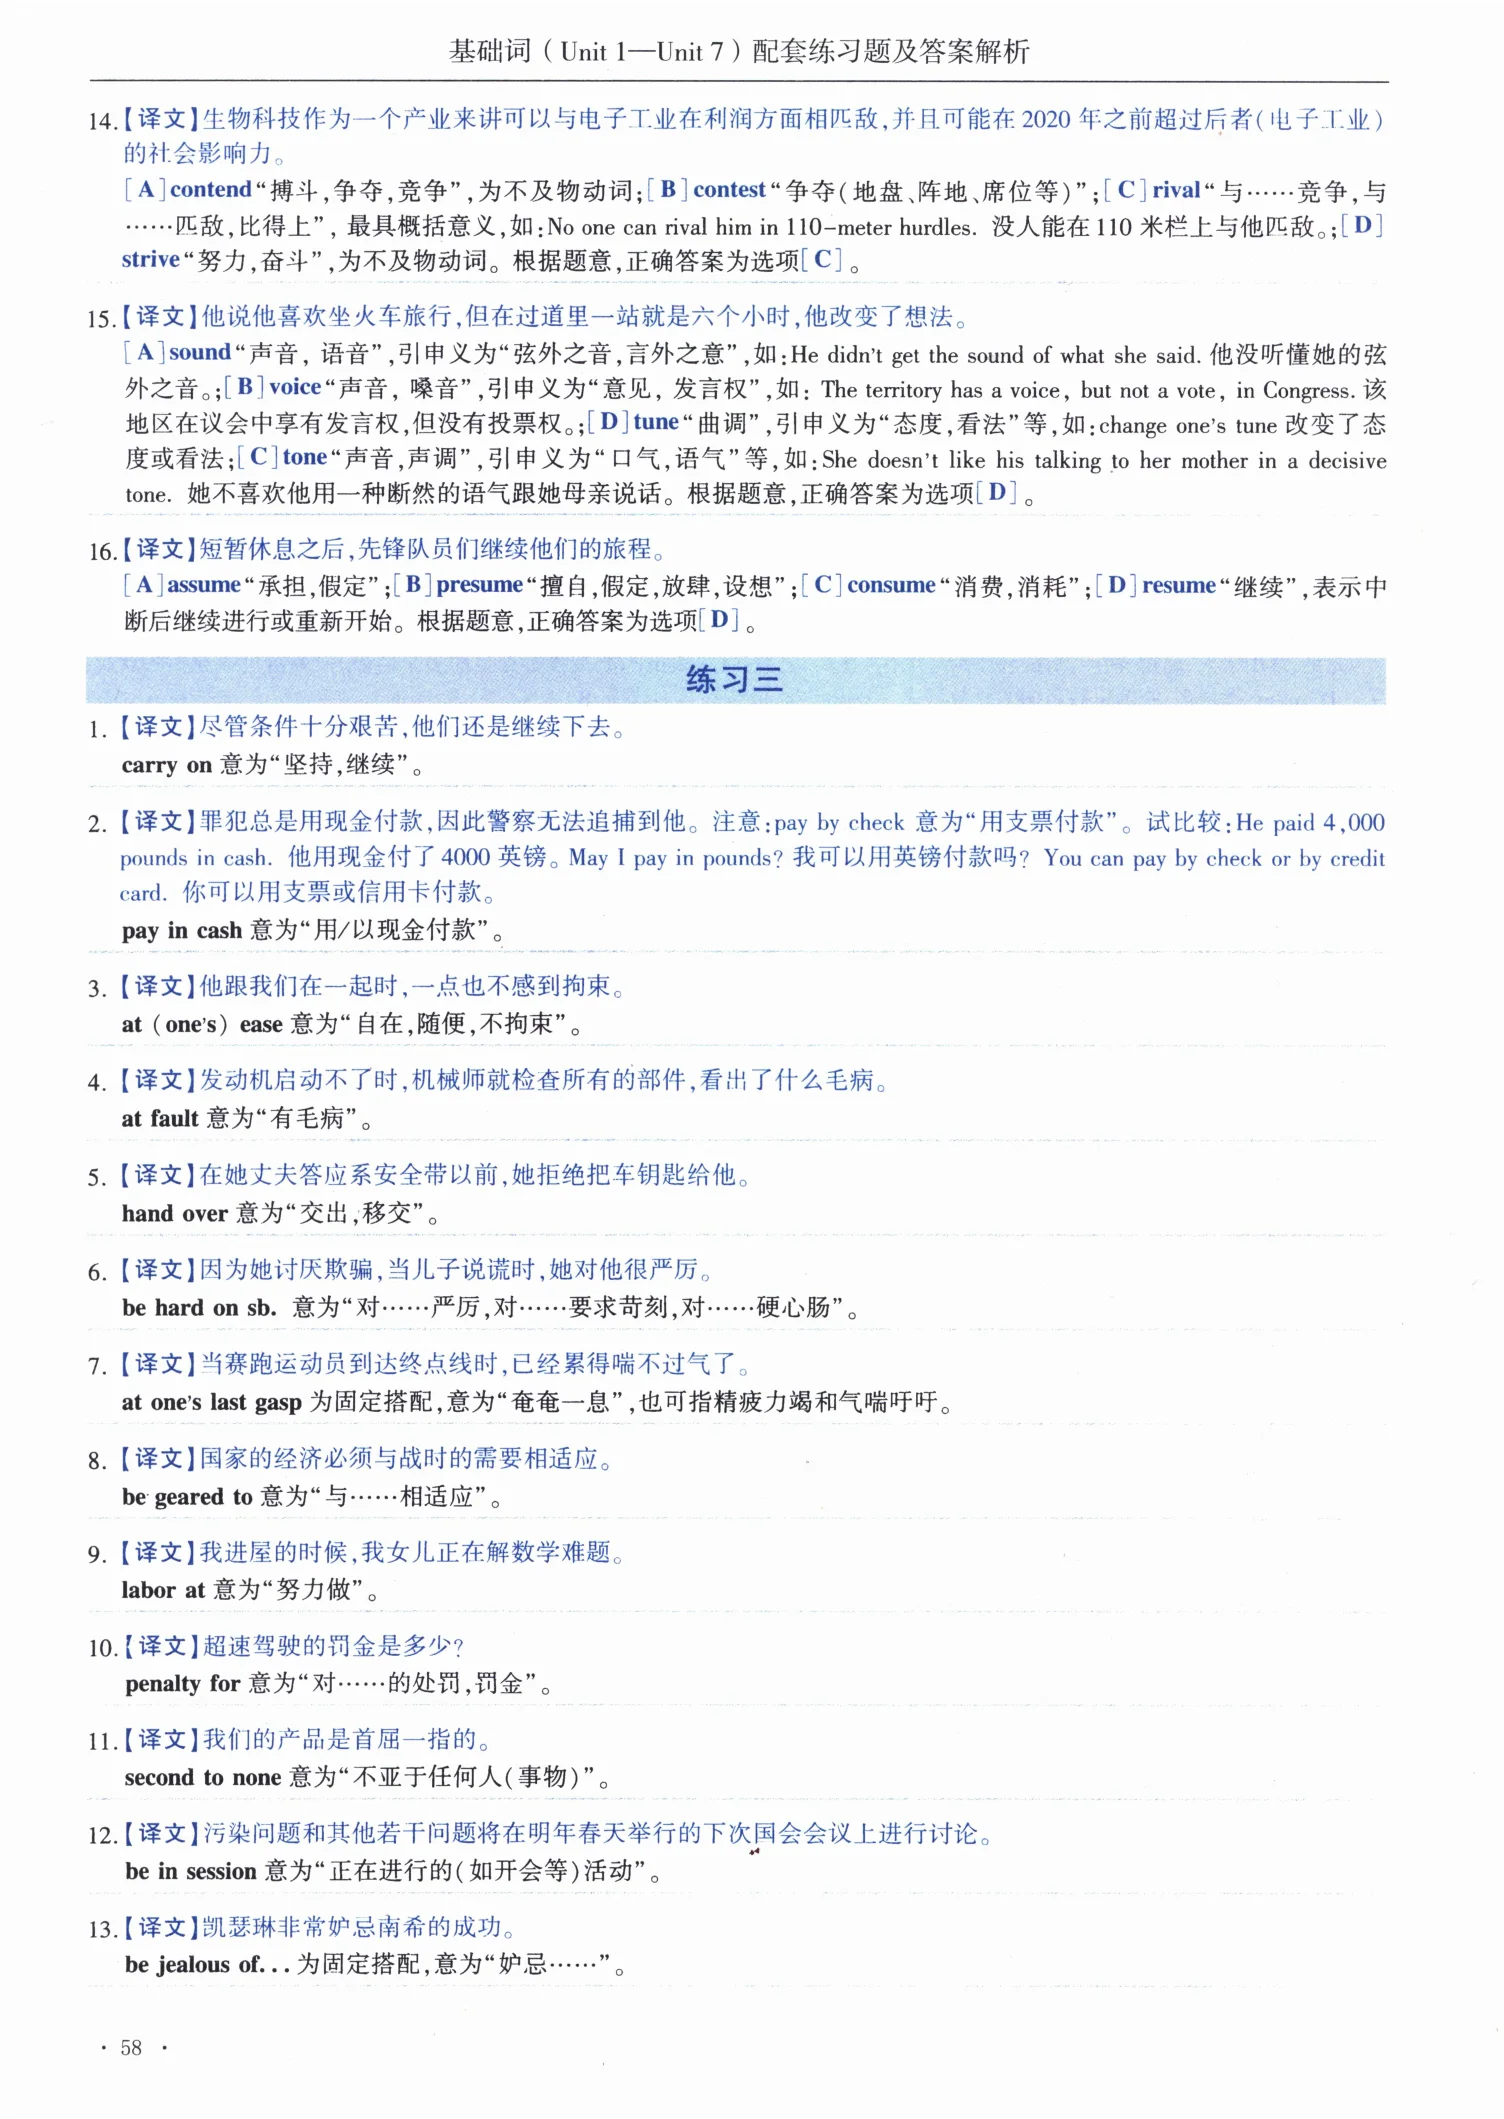 基础词（Unit 1—Unit 7）配套练习题及答案解析
14.【译文】生物科技作为一个产业来讲可以与电子工业在利润方面相匹敌,并且可能在2020年之前超过后者(电子工业)
的社会影响力。
[A]contend“搏斗,争夺,竞争”,为不及物动词;[B]contest“争夺(地盘、阵地、席位等)”;[C]rival“与……竞争,与
……匹敌,比得上”, 最具概括意义,如:No one can rival him in 110-meter hurdles. 没人能在110米栏上与他匹敌。;[D]
strive“努力,奋斗”,为不及物动词。根据题意,正确答案为选项[C]。
15.【译文】他说他喜欢坐火车旅行,但在过道里一站就是六个小时,他改变了想法。
[A]sound“声音, 语音”,引申义为“弦外之音,言外之意”,如:He didn't get the sound of what she said. 他没听懂她的弦
外之音。;[B]voice“声音, 嗓音”,引申义为“意见, 发言权”,如: The territory has a voice, but not a vote, in Congress. 该
地区在议会中享有发言权,但没有投票权。;[D]tune“曲调”,引申义为“态度,看法”等,如:change one's tune 改变了态
度或看法;[C]tone“声音,声调”,引申义为“口气,语气”等,如:She doesn't like his talking to her mother in a decisive
tone. 她不喜欢他用一种断然的语气跟她母亲说话。根据题意,正确答案为选项[D]。
16.【译文】短暂休息之后,先锋队员们继续他们的旅程。
[A]assume“承担,假定”;[B]presume“擅自,假定,放肆,设想”;[C]consume“消费,消耗”;[D]resume“继续”,表示中
断后继续进行或重新开始。根据题意,正确答案为选项[D]。
练习三
1. 【译文】尽管条件十分艰苦,他们还是继续下去。
carry on 意为“坚持,继续”。
2. 【译文】罪犯总是用现金付款,因此警察无法追捕到他。注意:pay by check 意为“用支票付款”。试比较:He paid 4,000
pounds in cash. 他用现金付了4000英镑。May I pay in pounds? 我可以用英镑付款吗? You can pay by check or by credit
card. 你可以用支票或信用卡付款。
pay in cash 意为“用/以现金付款”。
3. 【译文】他跟我们在一起时,一点也不感到拘束。
at (one's) ease 意为“自在,随便,不拘束”。
4. 【译文】发动机启动不了时,机械师就检查所有的部件,看出了什么毛病。
at fault 意为“有毛病”。
5. 【译文】在她丈夫答应系安全带以前,她拒绝把车钥匙给他。
hand over 意为“交出,移交”。
6. 【译文】因为她讨厌欺骗,当儿子说谎时,她对他很严厉。
be hard on sb. 意为“对……严厉,对……要求苛刻,对……硬心肠”。
7. 【译文】当赛跑运动员到达终点线时,已经累得喘不过气了。
at one's last gasp 为固定搭配,意为“奄奄一息”,也可指精疲力竭和气喘吁吁。
8. 【译文】国家的经济必须与战时的需要相适应。
be geared to 意为“与……相适应”。
9. 【译文】我进屋的时候,我女儿正在解数学难题。
labor at 意为“努力做”。
10.【译文】超速驾驶的罚金是多少?
penalty for 意为“对……的处罚,罚金”。
11.【译文】我们的产品是首屈一指的。
second to none 意为“不亚于任何人(事物)”。
12.【译文】污染问题和其他若干问题将在明年春天举行的下次国会会议上进行讨论。
be in session 意为“正在进行的(如开会等)活动”。
13.【译文】凯瑟琳非常妒忌南希的成功。
be jealous of... 为固定搭配,意为“妒忌……”。
· 58 ·